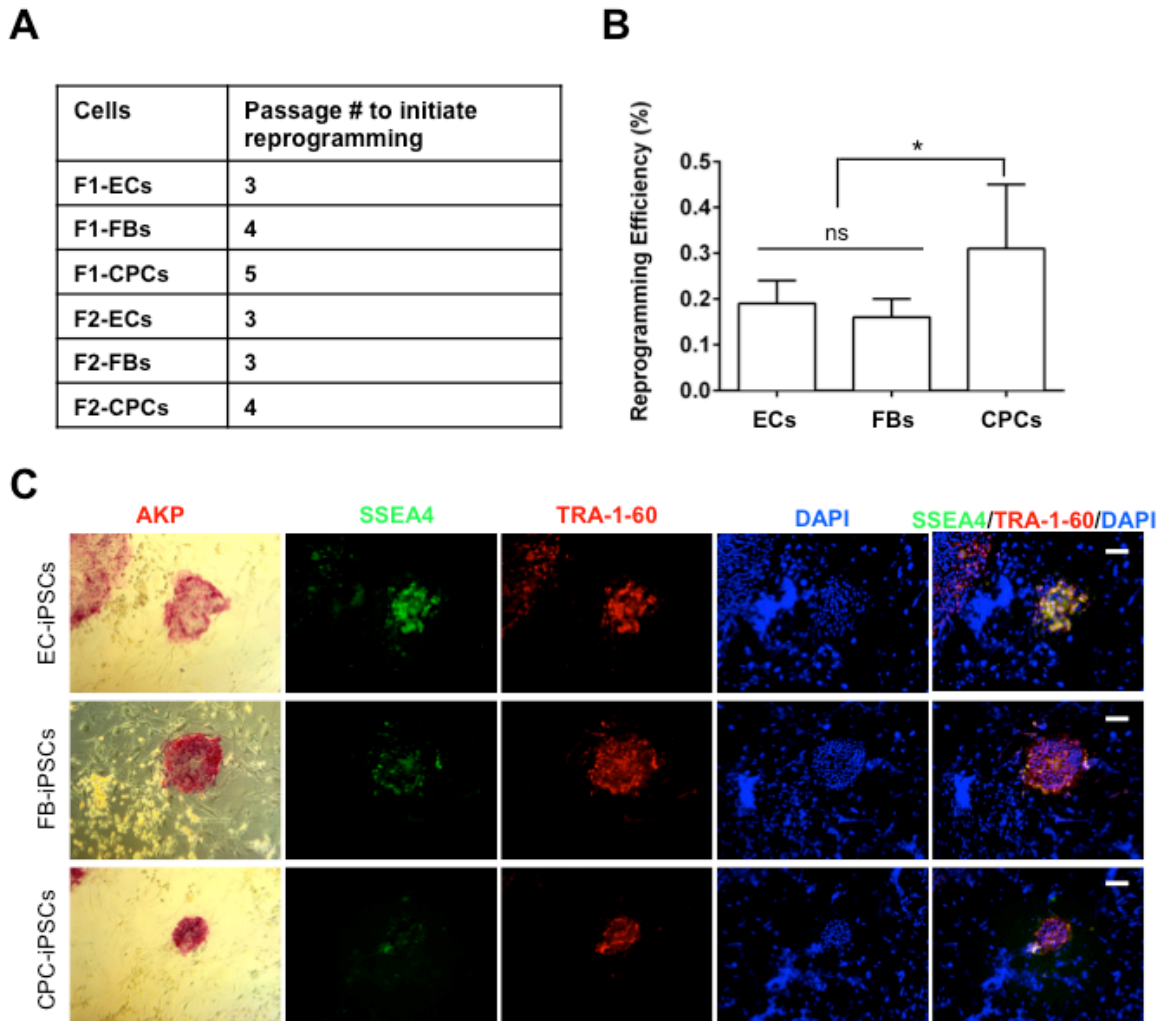 A
Cells Passage # to initiate
reprogramming
F1-ECs 3
F1-FBs 4
F1-CPCs 5
F2-ECs 3
F2-FBs 3
F2-CPCs 4
B
Reprogramming Efficiency (%)
0.5
0.4
0.3
0.2
0.1
0.0
*
ns
ECs FBs CPCs
C
AKP SSEA4 TRA-1-60 DAPI SSEA4/TRA-1-60/DAPI
EC-iPSCs
FB-iPSCs
CPC-iPSCs